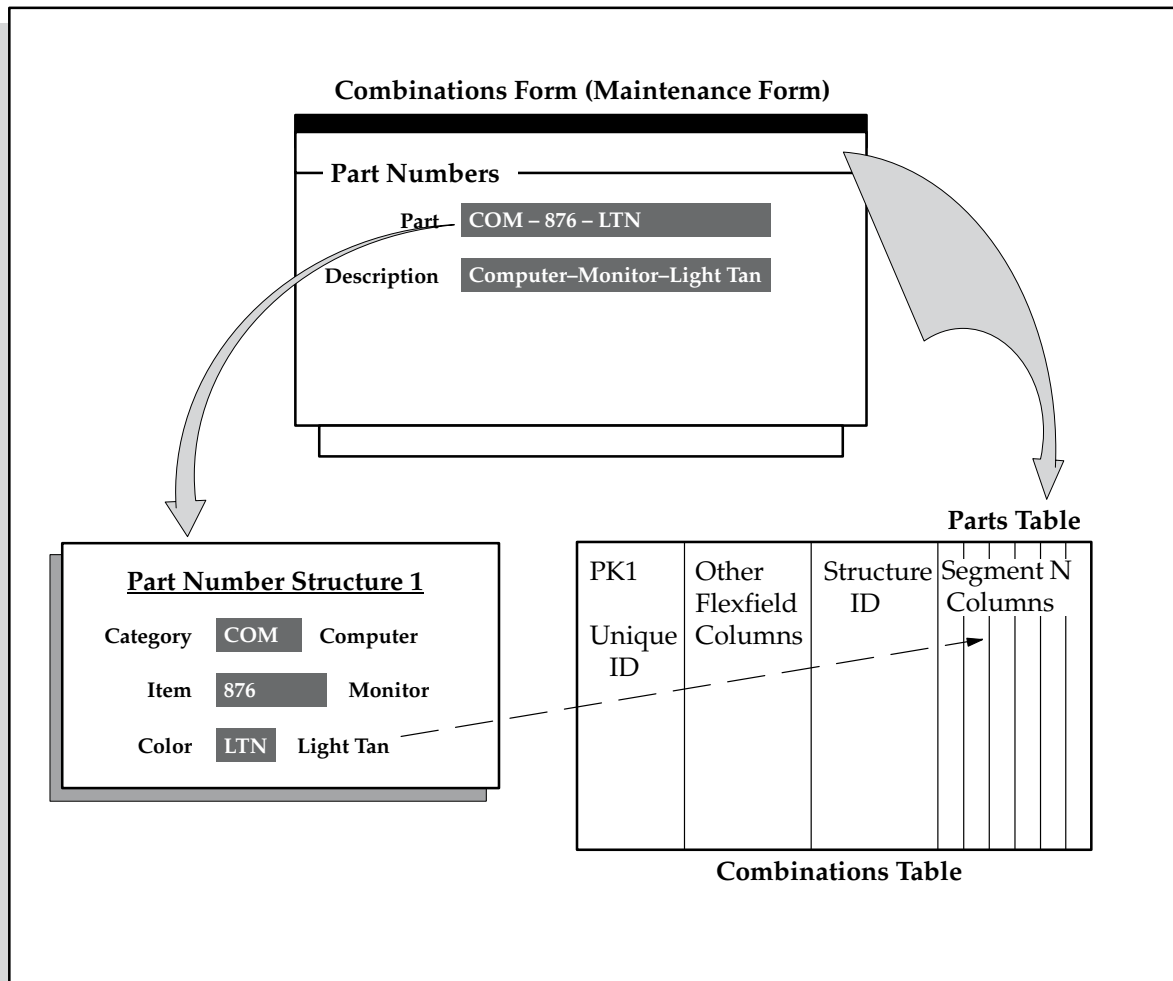 Combinations Form (Maintenance Form)
Part Numbers
Part COM – 876 – LTN
Description Computer–Monitor–Light Tan
Part Number Structure 1
Category COM Computer
Item 876 Monitor
Color LTN Light Tan
Parts Table
PK1
Unique
ID
Other
Flexfield
Columns
Structure
ID
Segment N
Columns
Combinations Table